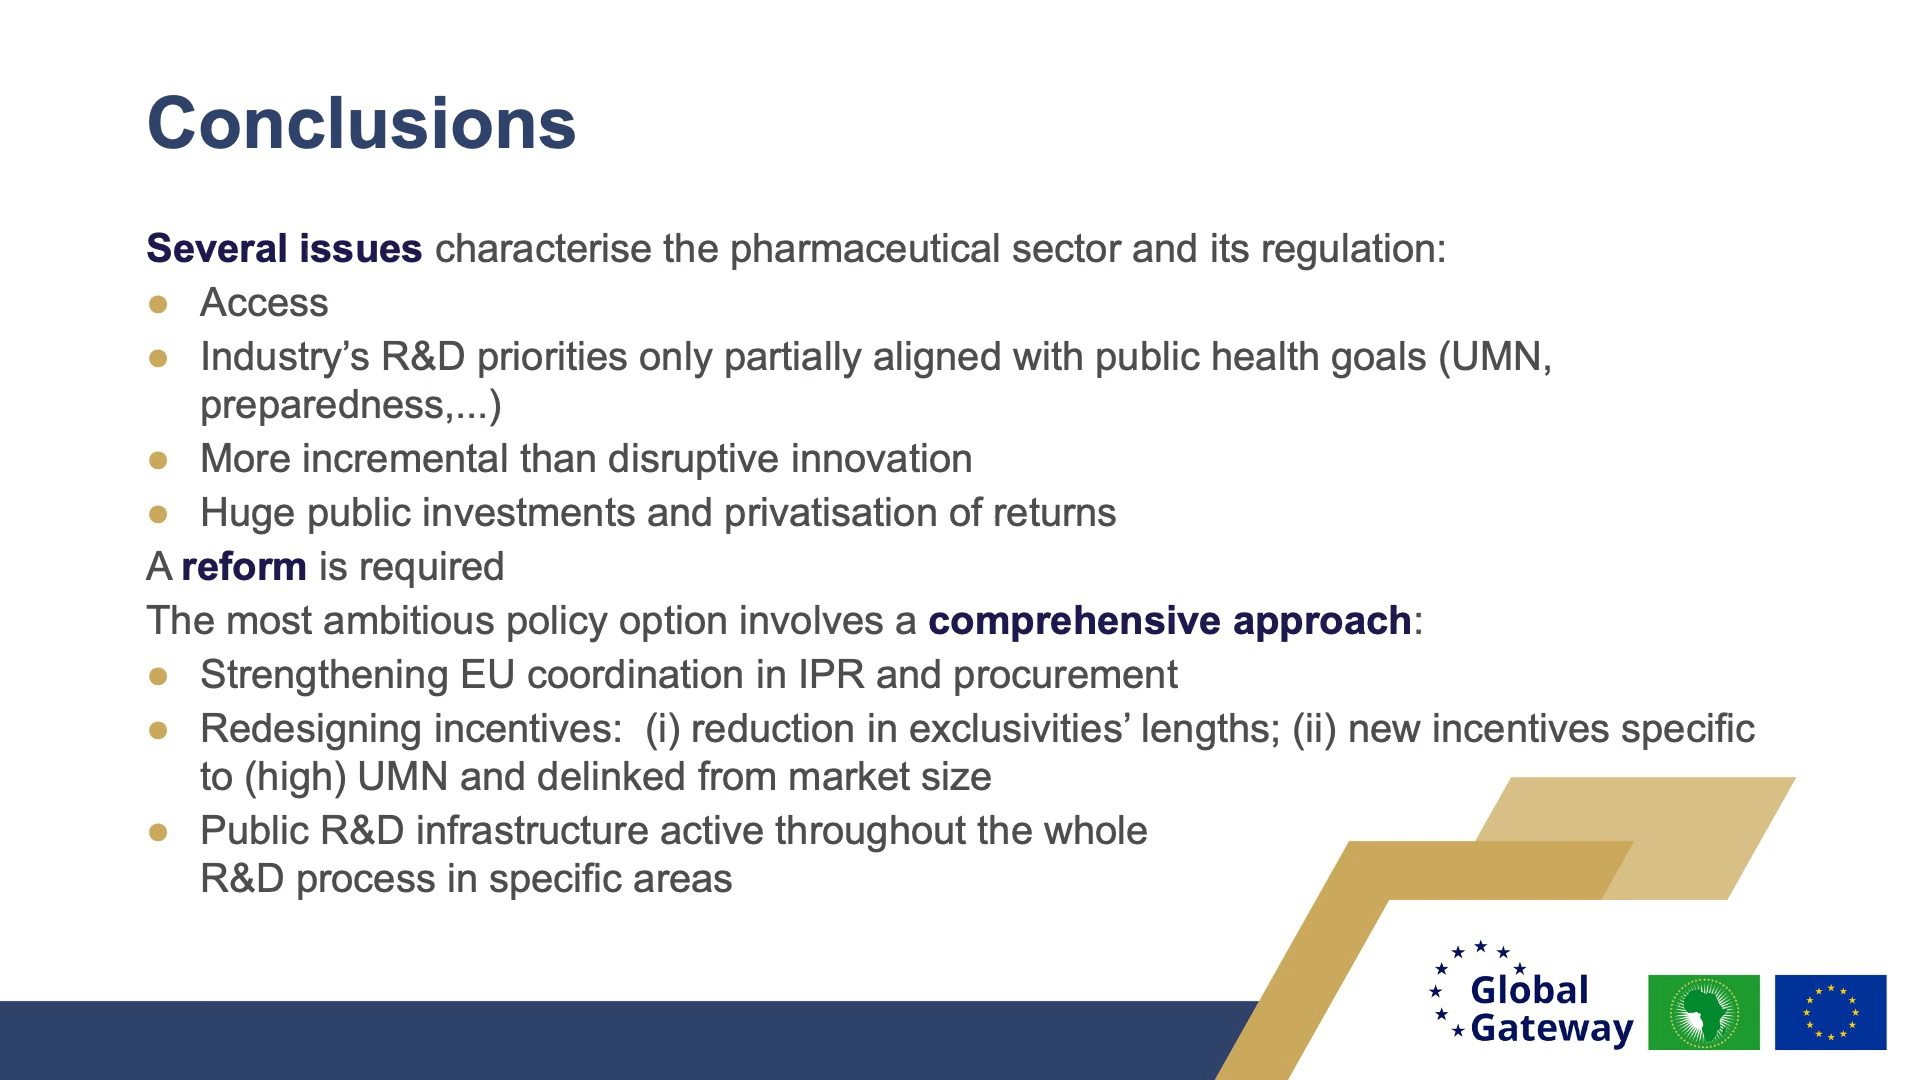 Conclusions
Several issues characterise the pharmaceutical sector and its regulation:
● Access
● Industry’s R&D priorities only partially aligned with public health goals (UMN,
preparedness,...)
● More incremental than disruptive innovation
● Huge public investments and privatisation of returns
A reform is required
The most ambitious policy option involves a comprehensive approach:
● Strengthening EU coordination in IPR and procurement
● Redesigning incentives:  (i) reduction in exclusivities’ lengths; (ii) new incentives specific
to (high) UMN and delinked from market size
● Public R&D infrastructure active throughout the whole
R&D process in specific areas
Global
Gateway